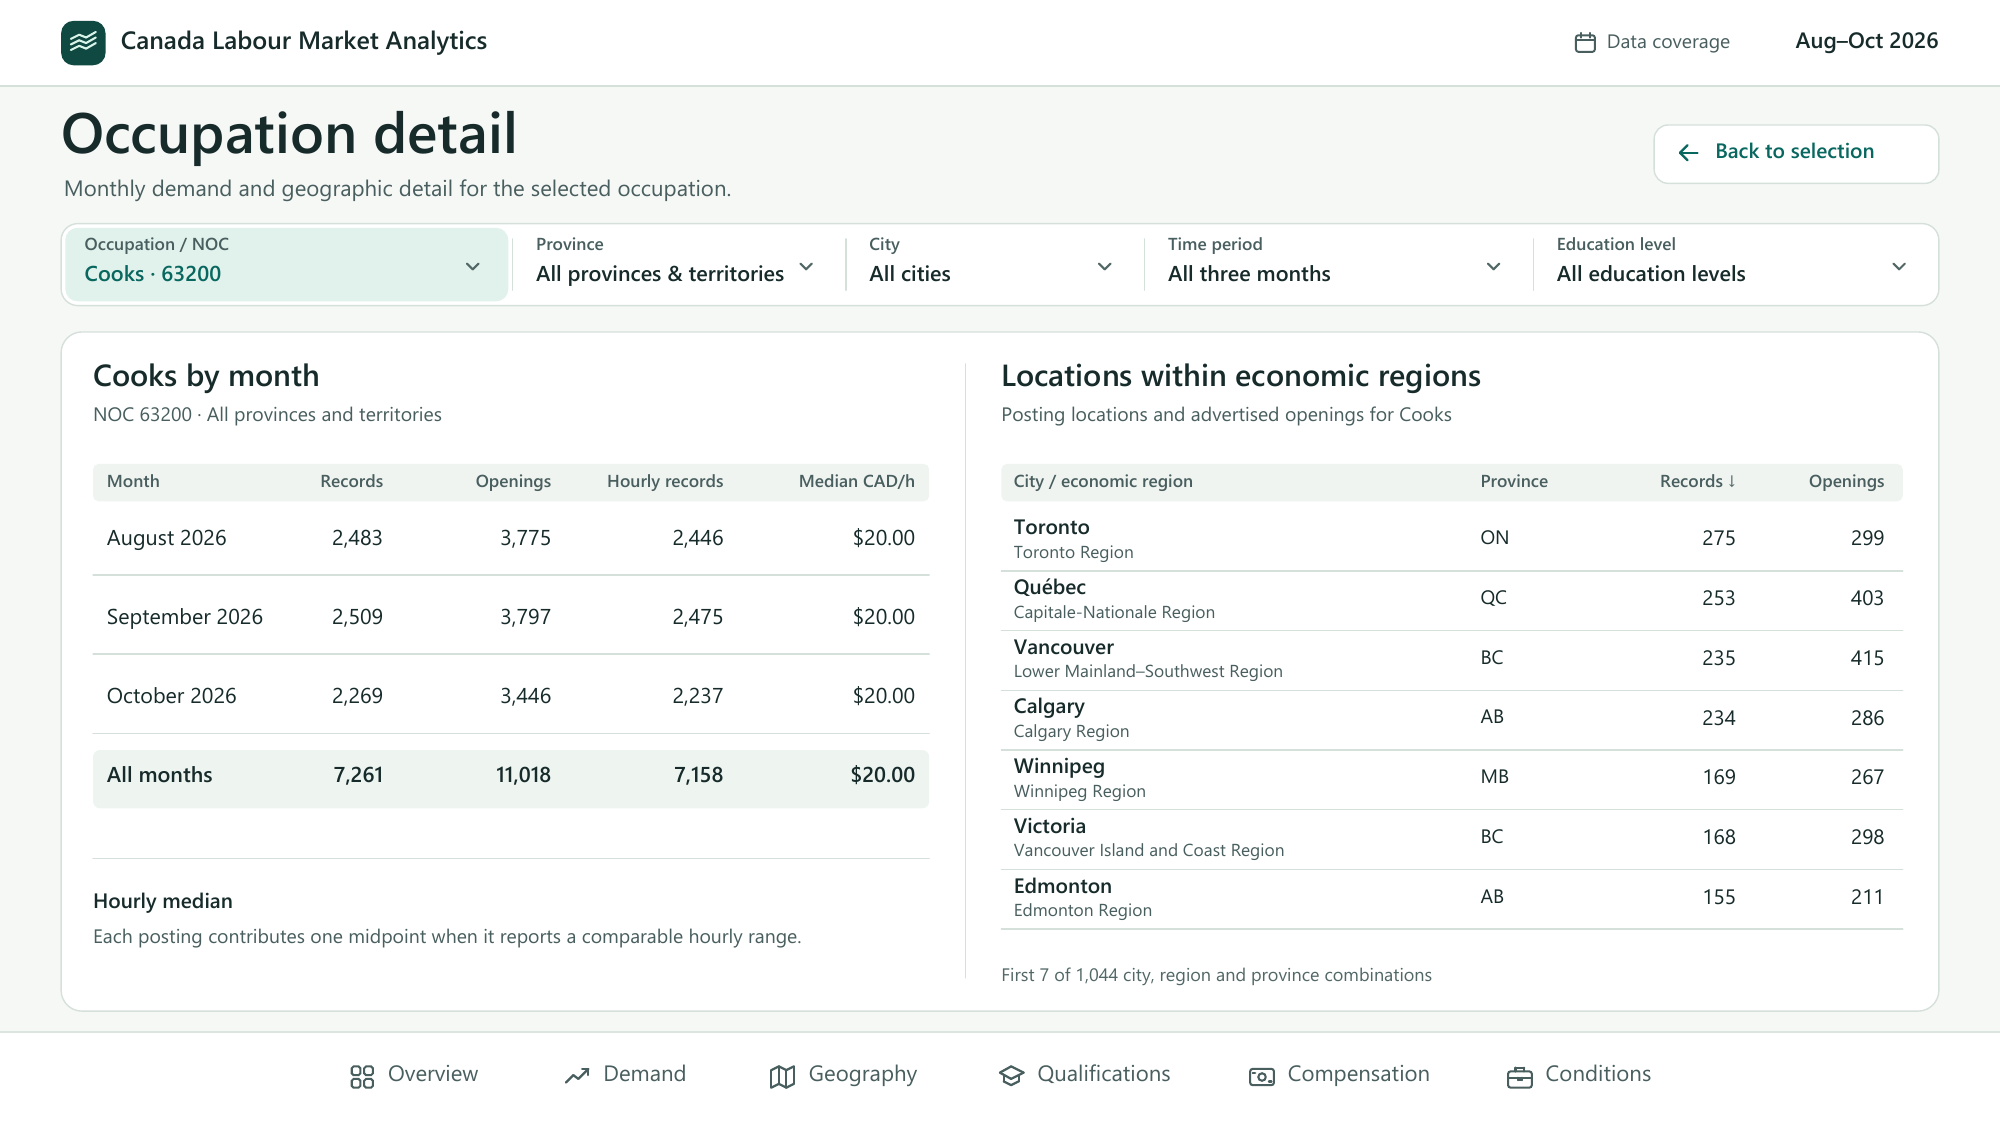 Canada Labour Market Analytics
Data coverage
Aug–Oct 2026
Occupation detail
Monthly demand and geographic detail for the selected occupation.
Back to selection
Occupation / NOC
Cooks · 63200
Province
All provinces & territories
City
All cities
Time period
All three months
Education level
All education levels
Cooks by month
NOC 63200 · All provinces and territories
Month Records Openings Hourly records Median CAD/h
August 2026 2,483 3,775 2,446 $20.00
September 2026 2,509 3,797 2,475 $20.00
October 2026 2,269 3,446 2,237 $20.00
All months 7,261 11,018 7,158 $20.00
Hourly median
Each posting contributes one midpoint when it reports a comparable hourly range.
Locations within economic regions
Posting locations and advertised openings for Cooks
City / economic region Province Records ↓ Openings
Toronto
Toronto Region
ON 275 299
Québec
Capitale-Nationale Region
QC 253 403
Vancouver
Lower Mainland–Southwest Region
BC 235 415
Calgary
Calgary Region
AB 234 286
Winnipeg
Winnipeg Region
MB 169 267
Victoria
Vancouver Island and Coast Region
BC 168 298
Edmonton
Edmonton Region
AB 155 211
First 7 of 1,044 city, region and province combinations
Overview
Demand
Geography
Qualifications
Compensation
Conditions